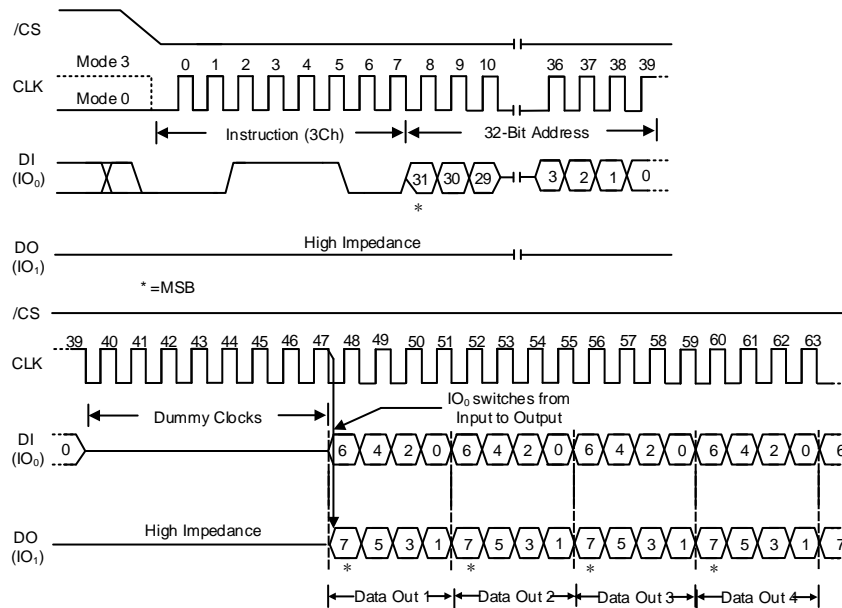 /CS
Mode 3
0 1 2 3 4 5 6 7 8 9 10 36 37 38 39
CLK
Mode 0
Instruction (3Ch) 32-Bit Address
DI
(IO0)
31 30 29 3 2 1 0
*
High Impedance
DO
(IO1)
* =MSB
/CS
39 40 41 42 43 44 45 46 47 48 49 50 51 52 53 54 55 56 57 58 59 60 61 62 63
CLK
IO0 switches from
Input to Output
Dummy Clocks
DI
(IO0)
0 6 4 2 0 6 4 2 0 6 4 2 0 6 4 2 0 6
High Impedance
DO
(IO1)
7 5 3 1 7 5 3 1 7 5 3 1 7 5 3 1 7
* * * *
Data Out 1 Data Out 2 Data Out 3 Data Out 4